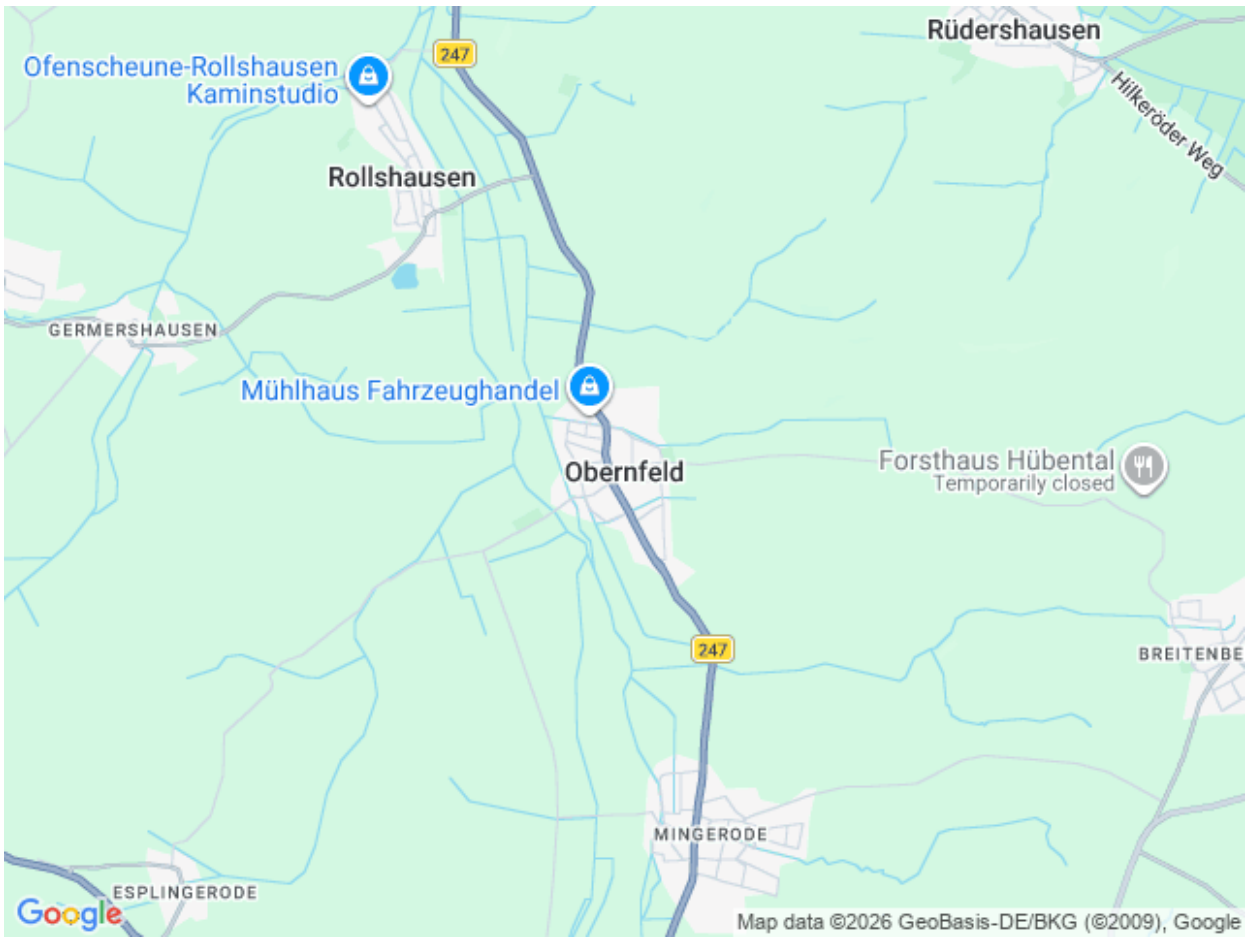 Rüdershausen
247
Ofenscheune-Rollshausen
Kaminstudio
Hilkeröder Weg
Rollshausen
GERMERSHAUSEN
Mühlhaus Fahrzeughandel
Obernfeld
Forsthaus Hübental
Temporarily closed
247
BREITENBE
MINGERODE
ESPLINGERODE
Google
Map data ©2026 GeoBasis-DE/BKG (©2009), Google